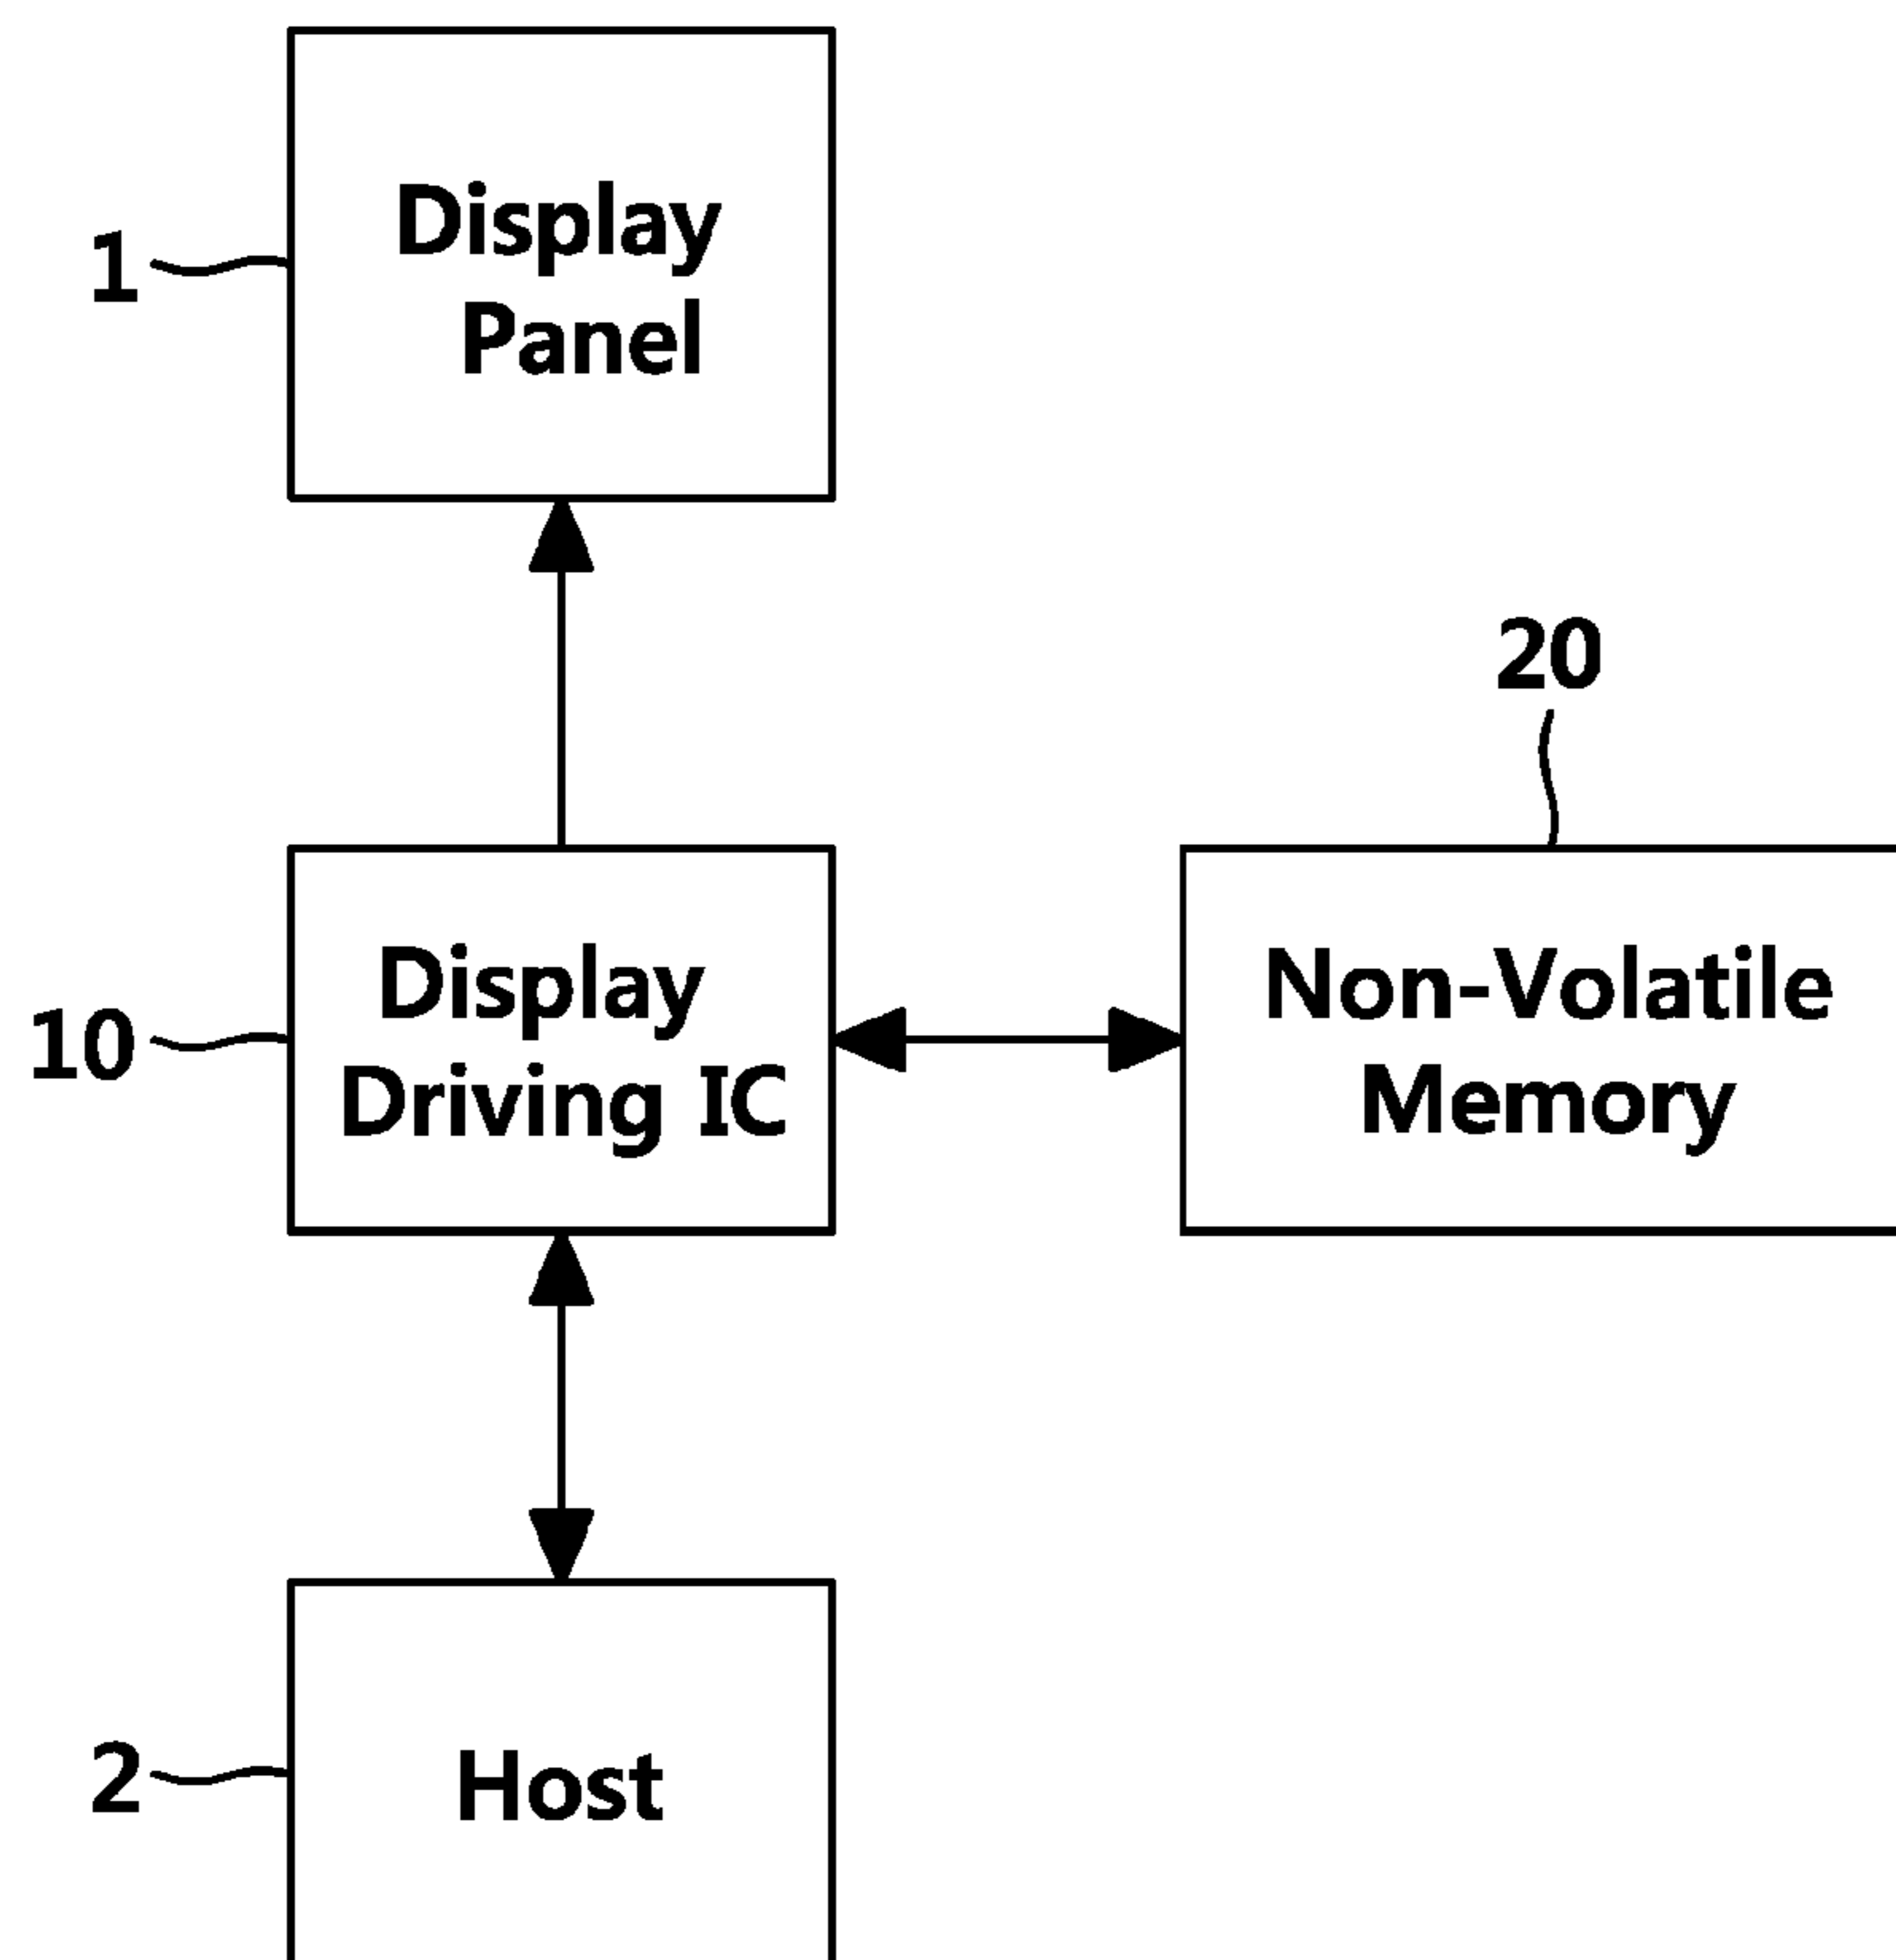 1
Display
Panel
20
10
Display
Driving IC
Non-Volatile
Memory
2
Host